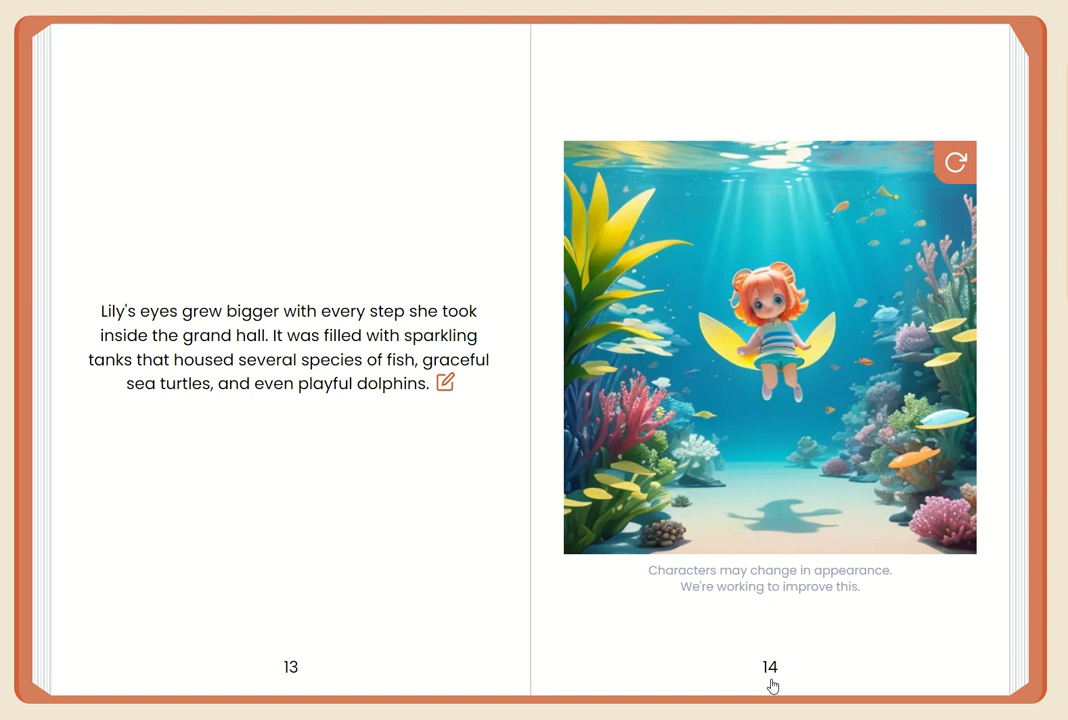 Lily's eyes grew bigger with every step she took
inside the grand hall. It was filled with sparkling
tanks that housed several species of fish, graceful
sea turtles, and even playful dolphins.
Characters may change in appearance.
We're working to improve this.
13
14